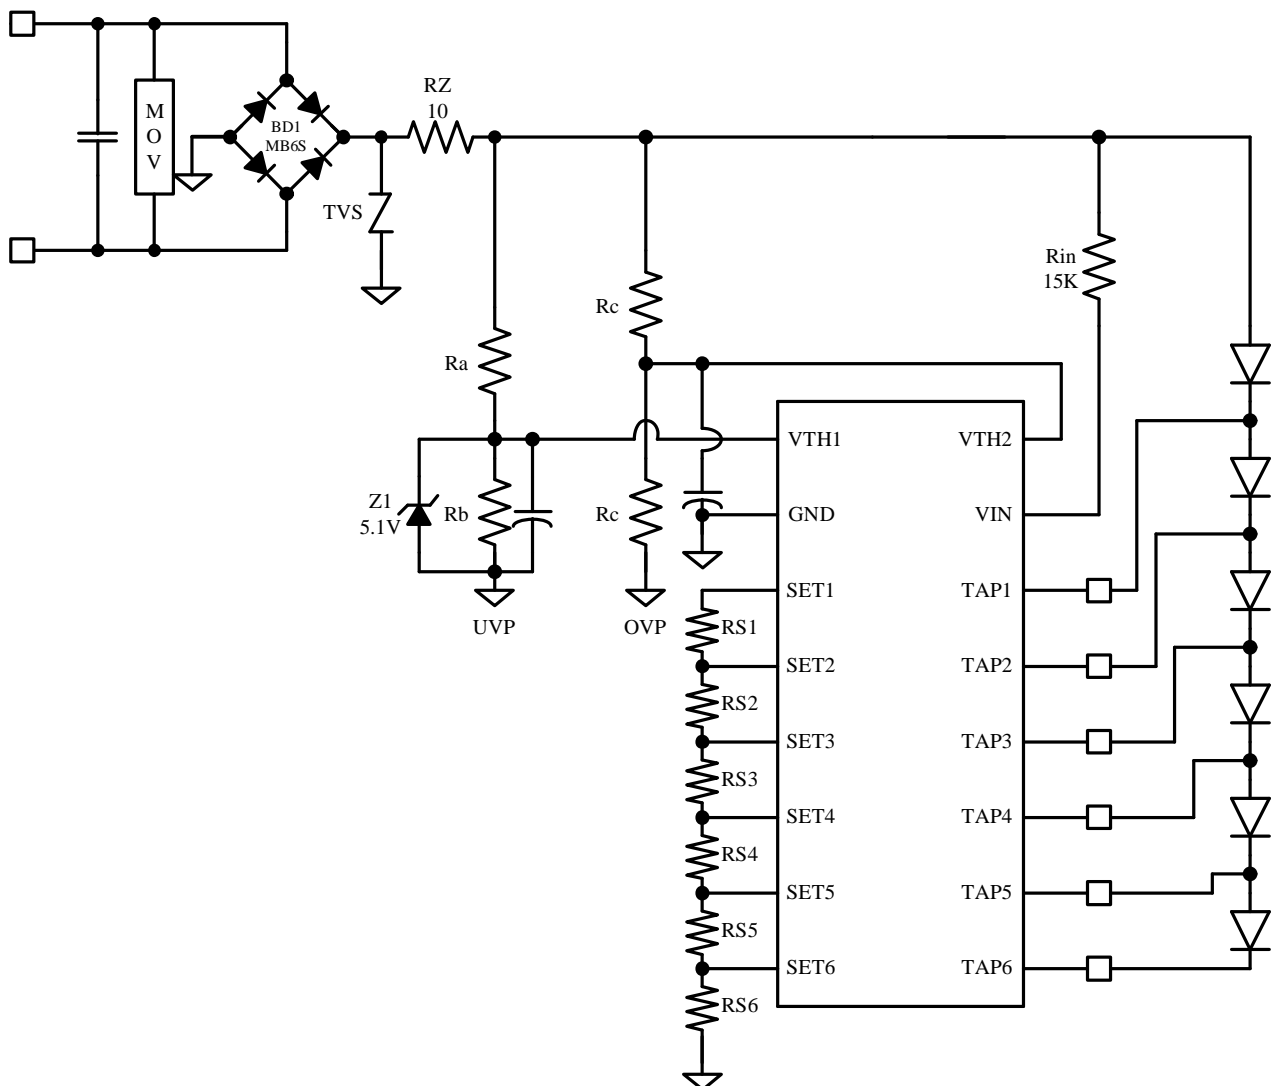 RZ
10
M
O
V
BD1
MB6S
TVS
Rin
15K
Rc
Ra
VTH1
VTH2
Z1
5.1V
Rb
Rc
GND
VIN
SET1
TAP1
UVP
OVP
RS1
SET2
TAP2
RS2
SET3
TAP3
RS3
SET4
TAP4
RS4
SET5
TAP5
RS5
SET6
TAP6
RS6